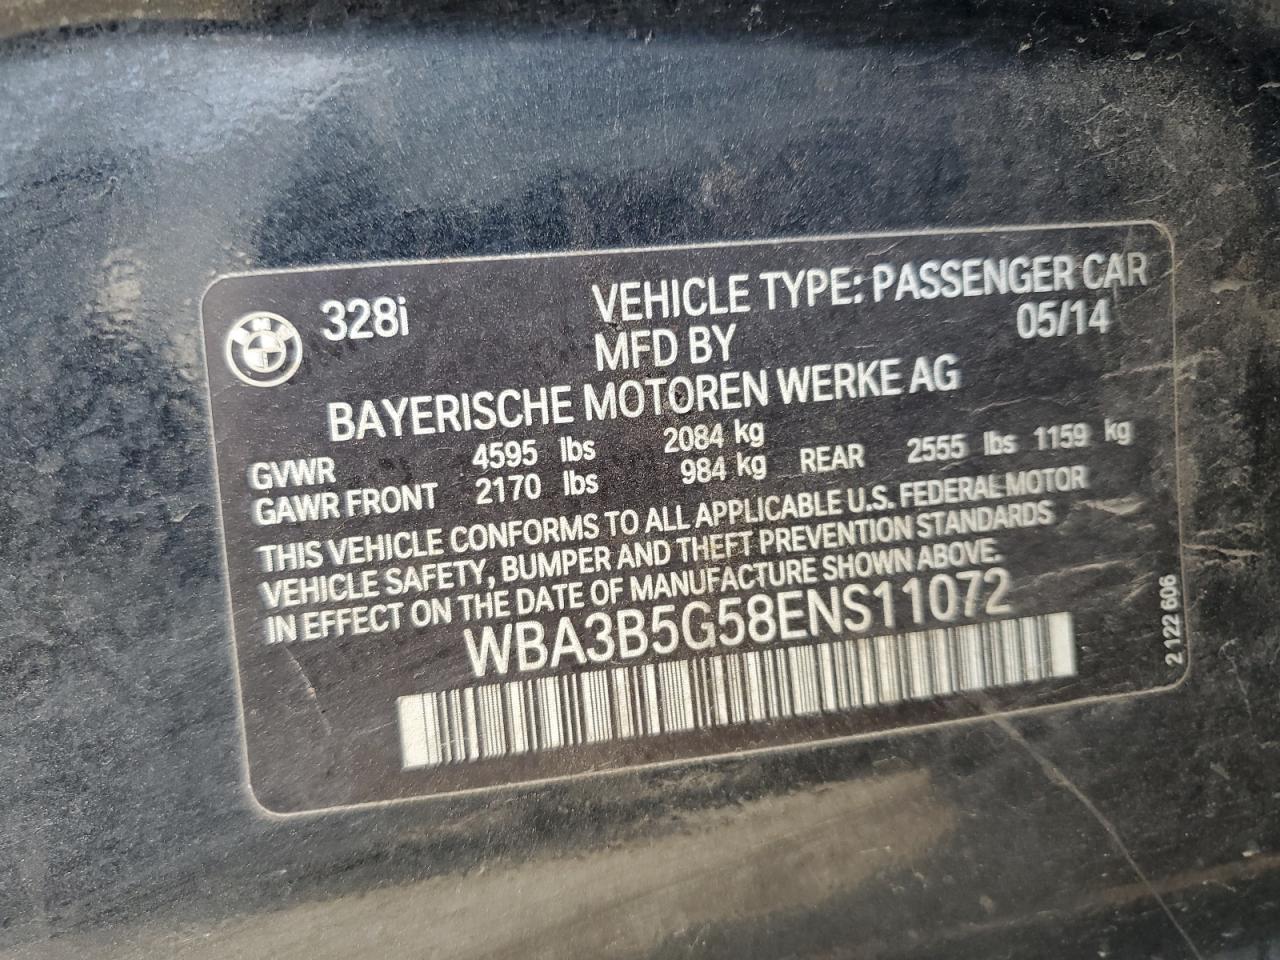 BMW 328i VEHICLE TYPE: PASSENGER CAR
MFD BY 05/14
BAYERISCHE MOTOREN WERKE AG
GVWR 4595 lbs 2084 kg
GAWR FRONT 2170 lbs 984 kg REAR 2555 lbs 1159 kg
THIS VEHICLE CONFORMS TO ALL APPLICABLE U.S. FEDERAL MOTOR
VEHICLE SAFETY, BUMPER AND THEFT PREVENTION STANDARDS
IN EFFECT ON THE DATE OF MANUFACTURE SHOWN ABOVE.
WBA3B5G58ENS11072
2 122 606